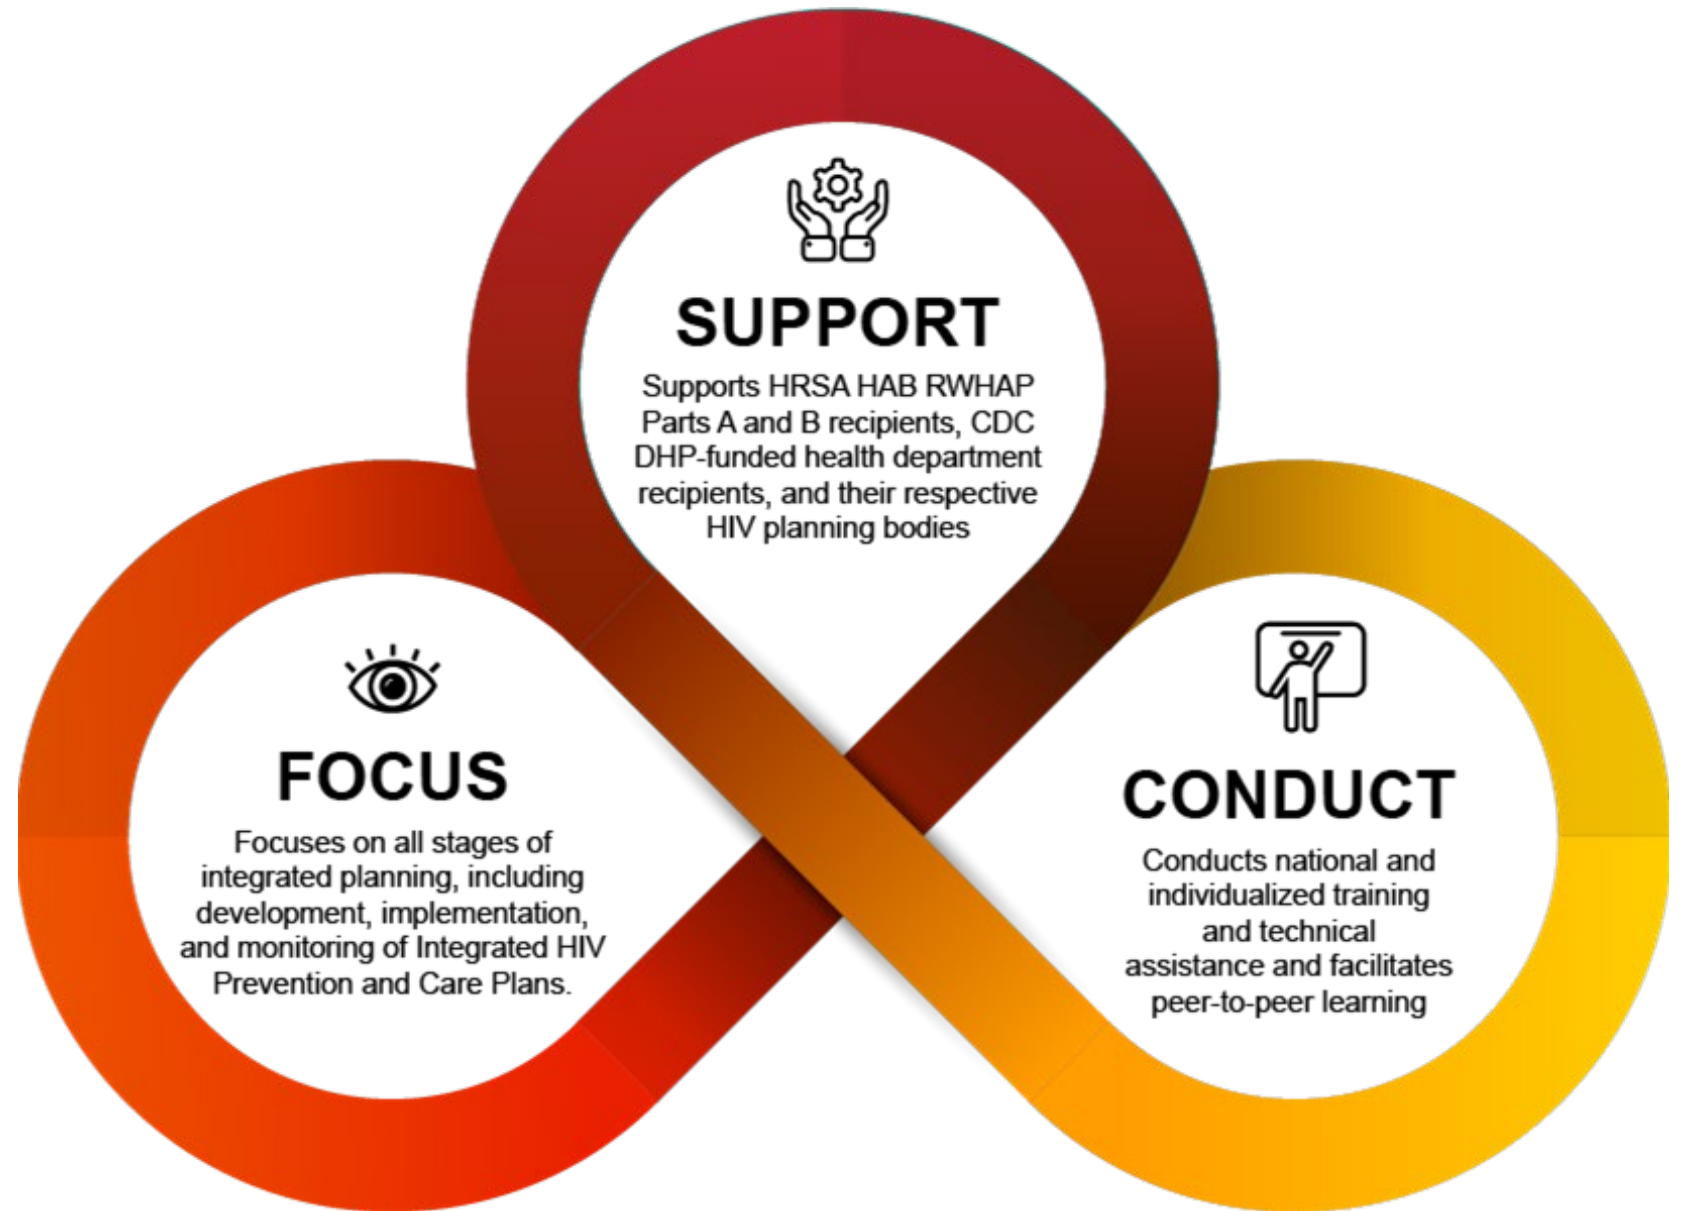 SUPPORT
Supports HRSA HAB RWHAP
Parts A and B recipients, CDC
DHP-funded health department
recipients, and their respective
HIV planning bodies
FOCUS
Focuses on all stages of
integrated planning, including
development, implementation,
and monitoring of Integrated HIV
Prevention and Care Plans.
CONDUCT
Conducts national and
individualized training
and technical
assistance and facilitates
peer-to-peer learning